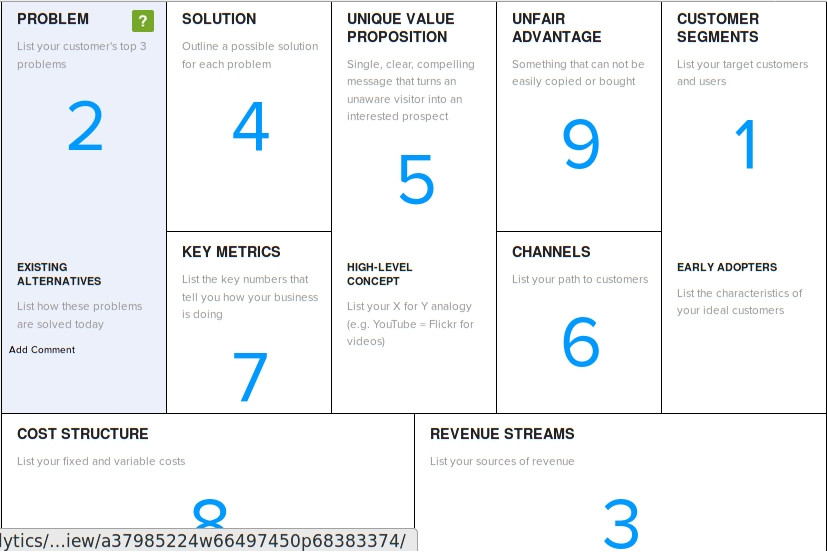 PROBLEM
?
List your customer's top 3
problems
2
EXISTING
ALTERNATIVES
List how these problems
are solved today
Add Comment
SOLUTION
Outline a possible solution
for each problem
4
KEY METRICS
List the key numbers that
tell you how your business
is doing
7
UNIQUE VALUE
PROPOSITION
Single, clear, compelling
message that turns an
unaware visitor into an
interested prospect
5
HIGH-LEVEL
CONCEPT
List your X for Y analogy
(e.g. YouTube = Flickr for
videos)
UNFAIR
ADVANTAGE
Something that can not be
easily copied or bought
9
CHANNELS
List your path to customers
6
CUSTOMER
SEGMENTS
List your target customers
and users
1
EARLY ADOPTERS
List the characteristics of
your ideal customers
COST STRUCTURE
List your fixed and variable costs
8
REVENUE STREAMS
List your sources of revenue
3
lytics/...iew/a37985224w66497450p68383374/